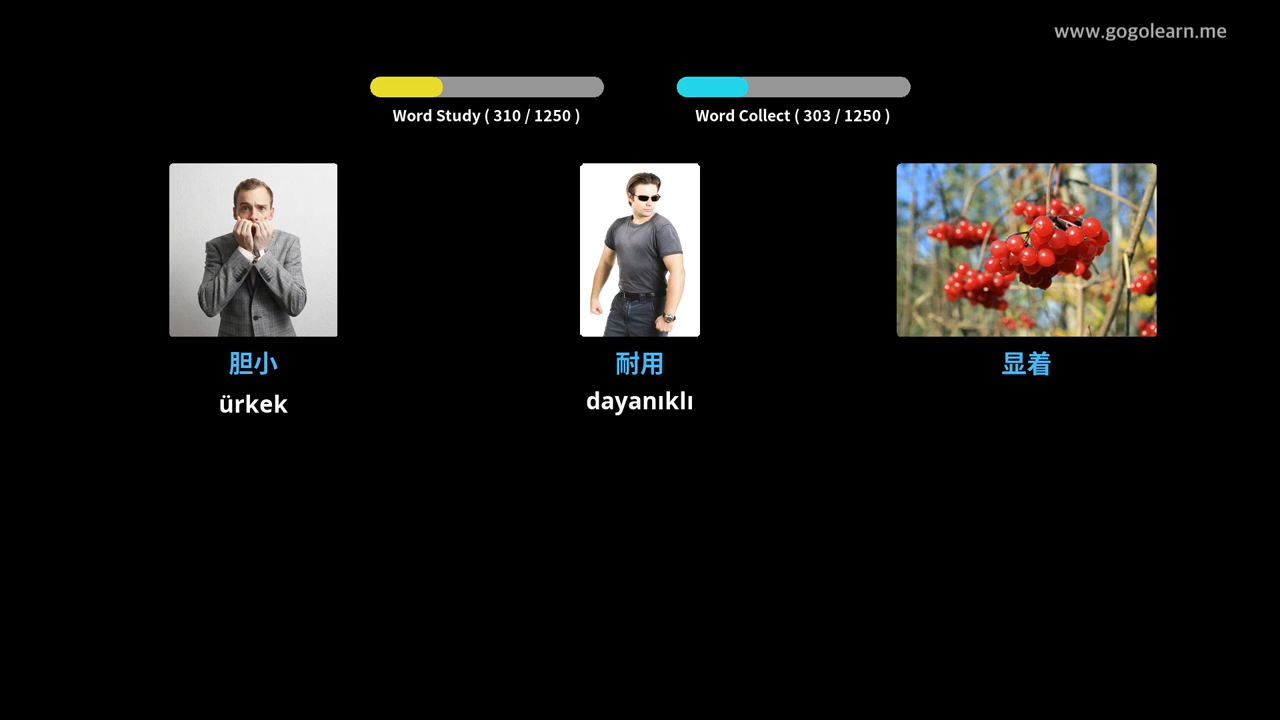 www.gogolearn.me
Word Study ( 310 / 1250 )
Word Collect ( 303 / 1250 )
胆小
耐用
显着
ürkek
dayanıklı